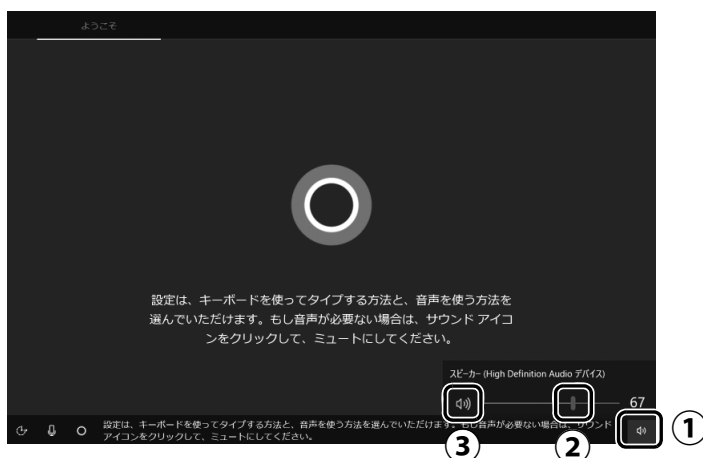 ようこそ
設定は、キーボードを使ってタイプする方法と、音声を使う方法を
選んでいただけます。もし音声が必要ない場合は、サウンド アイコ
ンをクリックして、ミュートにしてください。
スピーカー (High Definition Audio デバイス)
67
設定は、キーボードを使ってタイプする方法と、音声を使う方法を選んでいただけます。もし音声が必要ない場合は、サウンド
アイコンをクリックして、ミュートにしてください。
①
③ ②